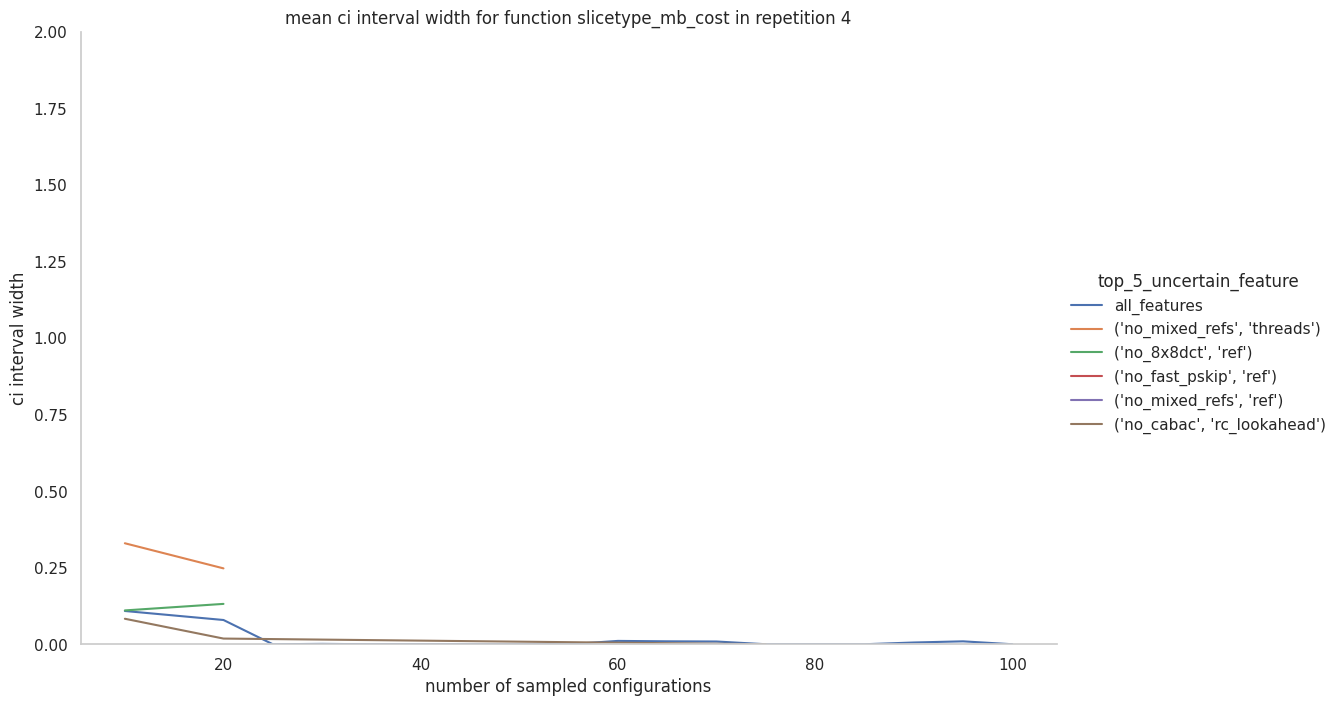 mean ci interval width for function slicetype_mb_cost in repetition 4
2.00
1.75
1.50
1.25
1.00
0.75
0.50
0.25
0.00
ci interval width
20
40
60
80
100
number of sampled configurations
top_5_uncertain_feature
all_features
('no_mixed_refs', 'threads')
('no_8x8dct', 'ref')
('no_fast_pskip', 'ref')
('no_mixed_refs', 'ref')
('no_cabac', 'rc_lookahead')